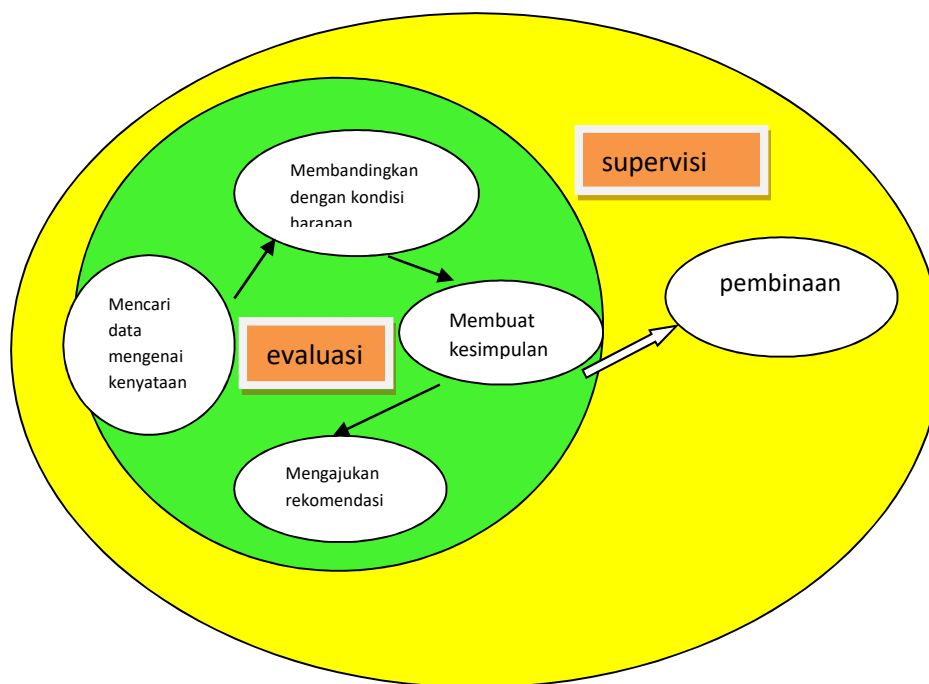 Membandingkan
dengan kondisi
harapan
supervisi
pembinaan
Mencari
data
mengenai
kenyataan
evaluasi
Membuat
kesimpulan
Mengajukan
rekomendasi